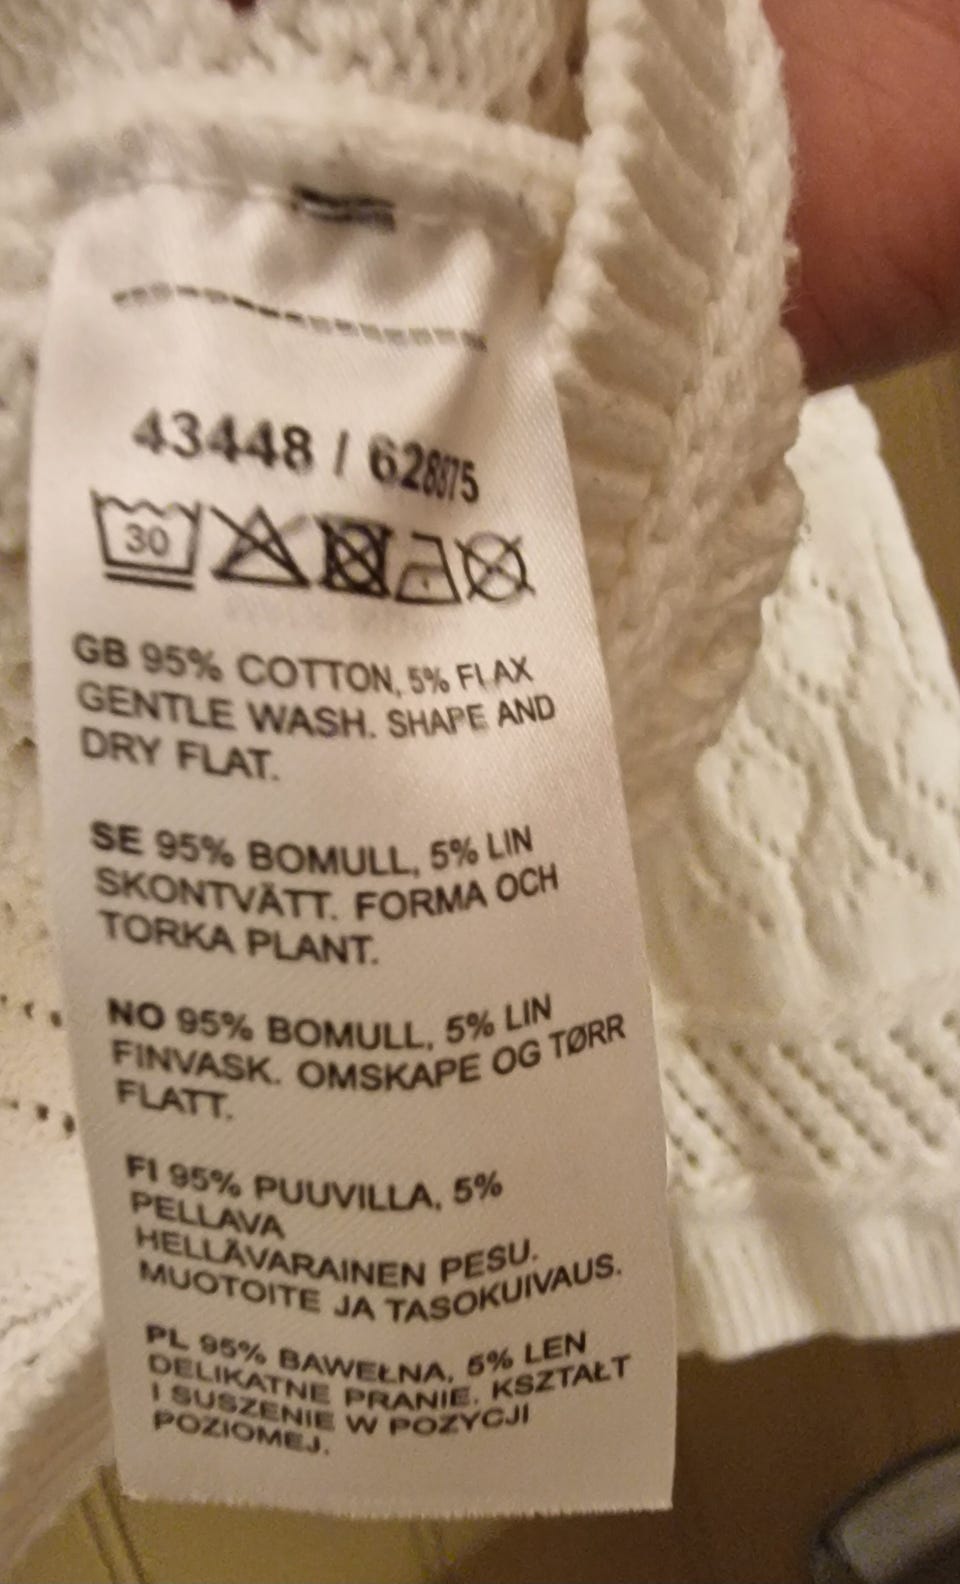 43448 / 628875
30
GB 95% COTTON, 5% FLAX
GENTLE WASH. SHAPE AND
DRY FLAT.
SE 95% BOMULL, 5% LIN
SKONTVÄTT. FORMA OCH
TORKA PLANT.
NO 95% BOMULL, 5% LIN
FINVASK. OMSKAPE OG TØRR
FLATT.
FI 95% PUUVILLA, 5%
PELLAVA
HELLÄVARAINEN PESU.
MUOTOITE JA TASOKUIVAUS.
PL 95% BAWEŁNA, 5% LEN
DELIKATNE PRANIE. KSZTAŁT
I SUSZENIE W POZYCJI
POZIOMEJ.